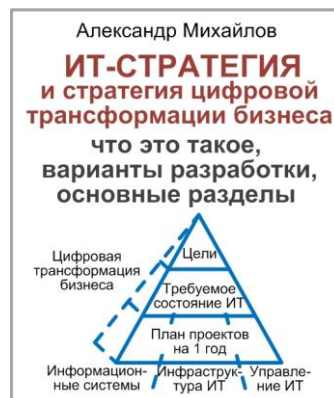 Александр Михайлов
ИТ-СТРАТЕГИЯ
и стратегия цифровой
трансформации бизнеса
что это такое,
варианты разработки,
основные разделы
Цифровая
трансформация
бизнеса
Цели
Требуемое
состояние ИТ
План проектов
на 1 год
Информацион-
ные системы
Инфраструк-
тура ИТ
Управле-
ние ИТ